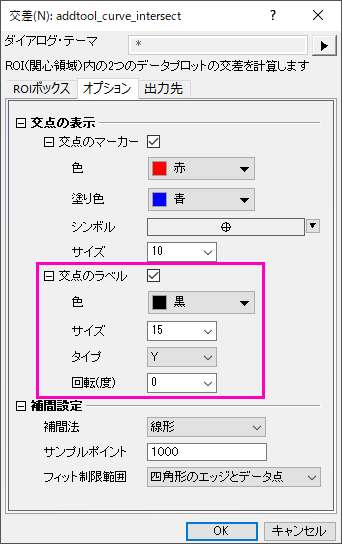 交差(N): addtool_curve_intersect
ダイアログ・テーマ *
ROI(関心領域)内の2つのデータプロットの交差を計算します
ROIボックス オプション 出力先
交点の表示
交点のマーカー
色 赤
塗り色 青
シンボル
サイズ 10
交点のラベル
色 黒
サイズ 15
タイプ Y
回転(度) 0
補間設定
補間法 線形
サンプルポイント 1000
フィット制限範囲 四角形のエッジとデータ点
OK キャンセル